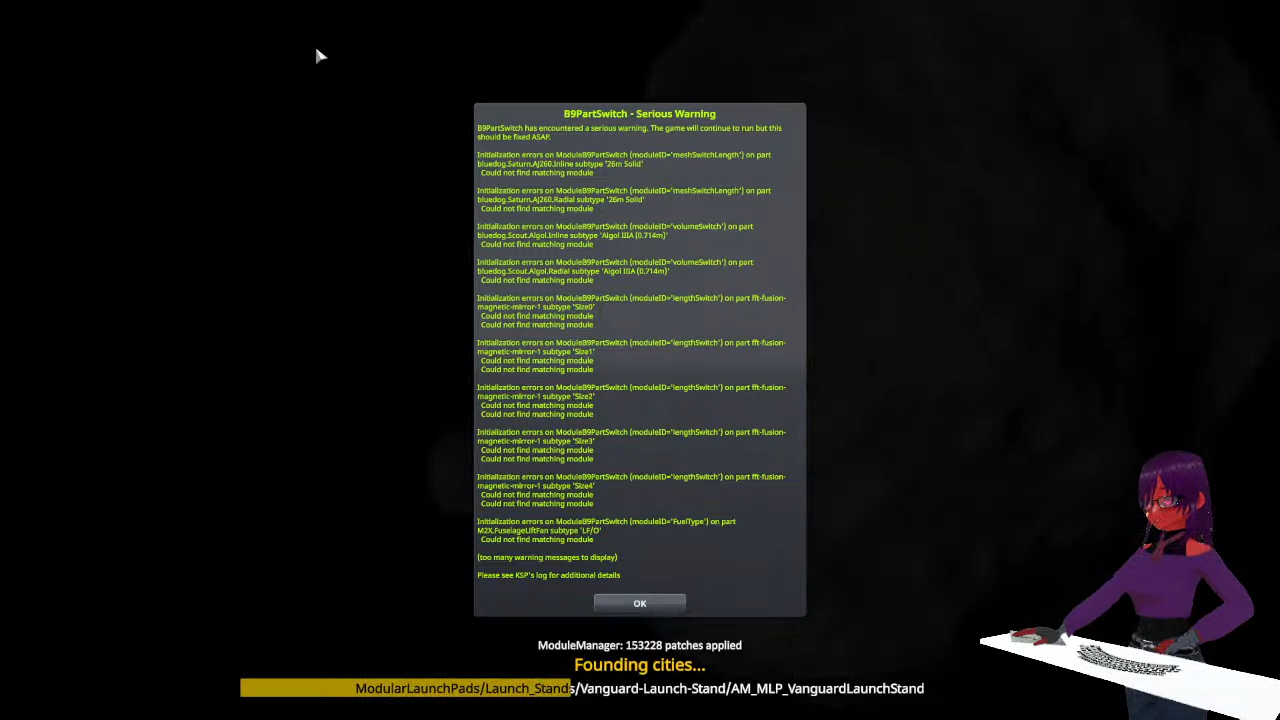 B9PartSwitch - Serious Warning
B9PartSwitch has encountered a serious warning. The game will continue to run but this
should be fixed ASAP.
Initialization errors on ModuleB9PartSwitch (moduleID='meshSwitchLength') on part
bluedog.Saturn.AJ260.Inline subtype '26m Solid'
Could not find matching module
Initialization errors on ModuleB9PartSwitch (moduleID='meshSwitchLength') on part
bluedog.Saturn.AJ260.Radial subtype '26m Solid'
Could not find matching module
Initialization errors on ModuleB9PartSwitch (moduleID='volumeSwitch') on part
bluedog.Scout.Algol.Inline subtype 'Algol IIIA (0.714m)'
Could not find matching module
Initialization errors on ModuleB9PartSwitch (moduleID='volumeSwitch') on part
bluedog.Scout.Algol.Radial subtype 'Algol IIIA (0.714m)'
Could not find matching module
Initialization errors on ModuleB9PartSwitch (moduleID='lengthSwitch') on part fft-fusion-
magnetic-mirror-1 subtype 'Size0'
Could not find matching module
Could not find matching module
Initialization errors on ModuleB9PartSwitch (moduleID='lengthSwitch') on part fft-fusion-
magnetic-mirror-1 subtype 'Size1'
Could not find matching module
Could not find matching module
Initialization errors on ModuleB9PartSwitch (moduleID='lengthSwitch') on part fft-fusion-
magnetic-mirror-1 subtype 'Size2'
Could not find matching module
Could not find matching module
Initialization errors on ModuleB9PartSwitch (moduleID='lengthSwitch') on part fft-fusion-
magnetic-mirror-1 subtype 'Size3'
Could not find matching module
Could not find matching module
Initialization errors on ModuleB9PartSwitch (moduleID='lengthSwitch') on part fft-fusion-
magnetic-mirror-1 subtype 'Size4'
Could not find matching module
Could not find matching module
Initialization errors on ModuleB9PartSwitch (moduleID='FuelType') on part
M2X.FuselageLiftFan subtype 'LF/O'
Could not find matching module
(too many warning messages to display)
Please see KSP's log for additional details
OK
ModuleManager: 153228 patches applied
Founding cities...
ModularLaunchPads/Launch_Stands/Vanguard-Launch-Stand/AM_MLP_VanguardLaunchStand